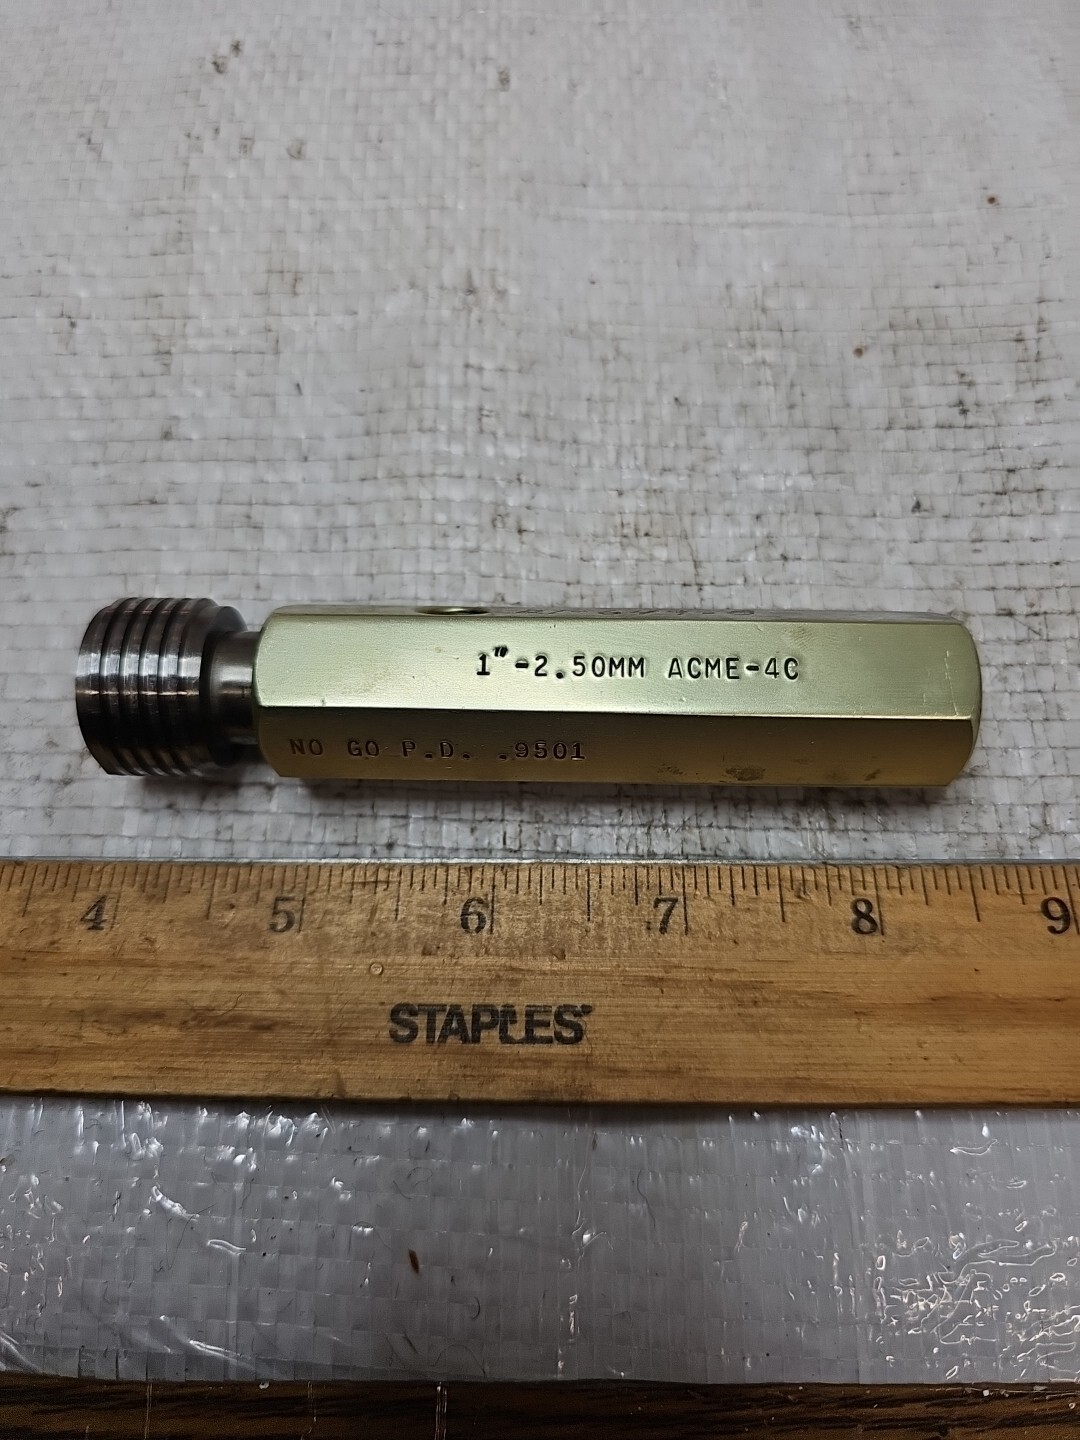 1"-2.50MM ACME-4C
NO GO P.D. .9501
4 5 6 7 8 9
STAPLES